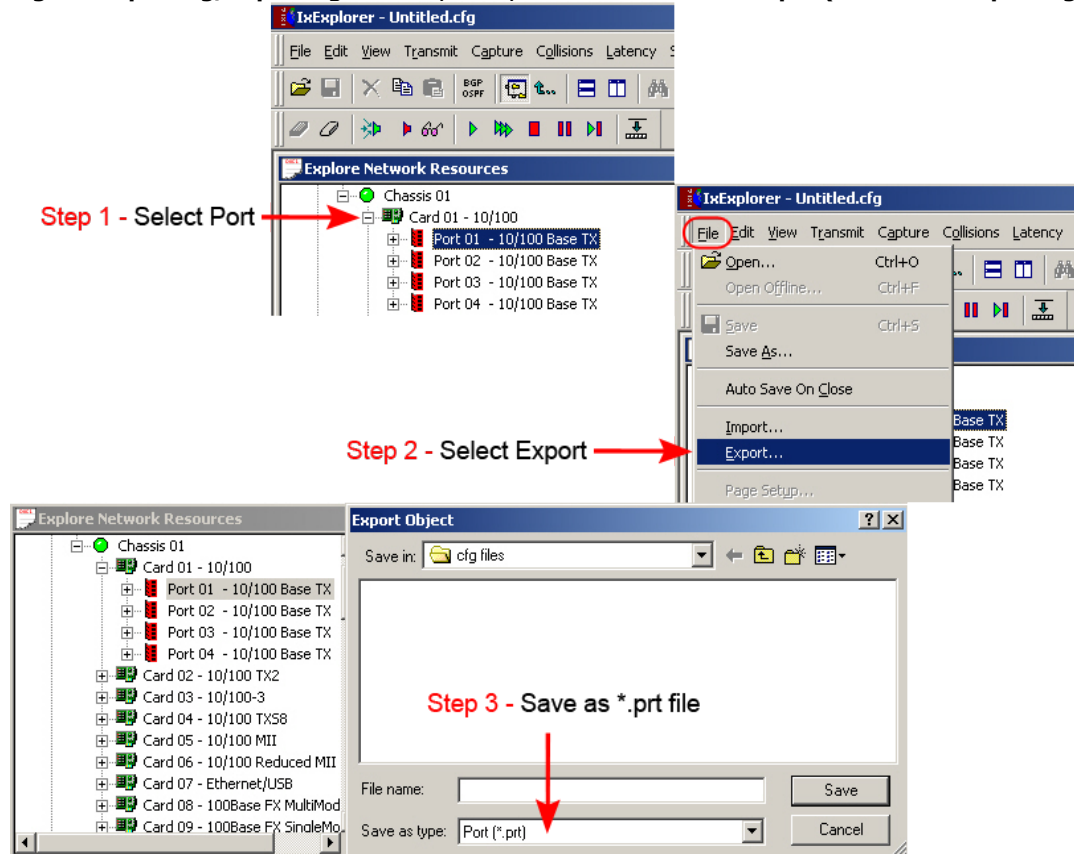 IxExplorer - Untitled.cfg
File Edit View Transmit Capture Collisions Latency
BGP
OSPF
Explore Network Resources
Chassis 01
Card 01 - 10/100
Port 01 - 10/100 Base TX
Port 02 - 10/100 Base TX
Port 03 - 10/100 Base TX
Port 04 - 10/100 Base TX
Step 1 - Select Port
IxExplorer - Untitled.cfg
File Edit View Transmit Capture Collisions Latency
Open... Ctrl+O
Open Offline... Ctrl+F
Save Ctrl+S
Save As...
Auto Save On Close
Import...
Export...
Page Setup...
Base TX
Base TX
Base TX
Base TX
Step 2 - Select Export
Explore Network Resources
Chassis 01
Card 01 - 10/100
Port 01 - 10/100 Base TX
Port 02 - 10/100 Base TX
Port 03 - 10/100 Base TX
Port 04 - 10/100 Base TX
Card 02 - 10/100 TX2
Card 03 - 10/100-3
Card 04 - 10/100 TXS8
Card 05 - 10/100 MII
Card 06 - 10/100 Reduced MII
Card 07 - Ethernet/USB
Card 08 - 100Base FX MultiMod
Card 09 - 100Base FX SingleMo
Export Object
Save in: cfg files
Step 3 - Save as *.prt file
File name:
Save
Save as type: Port (*.prt)
Cancel